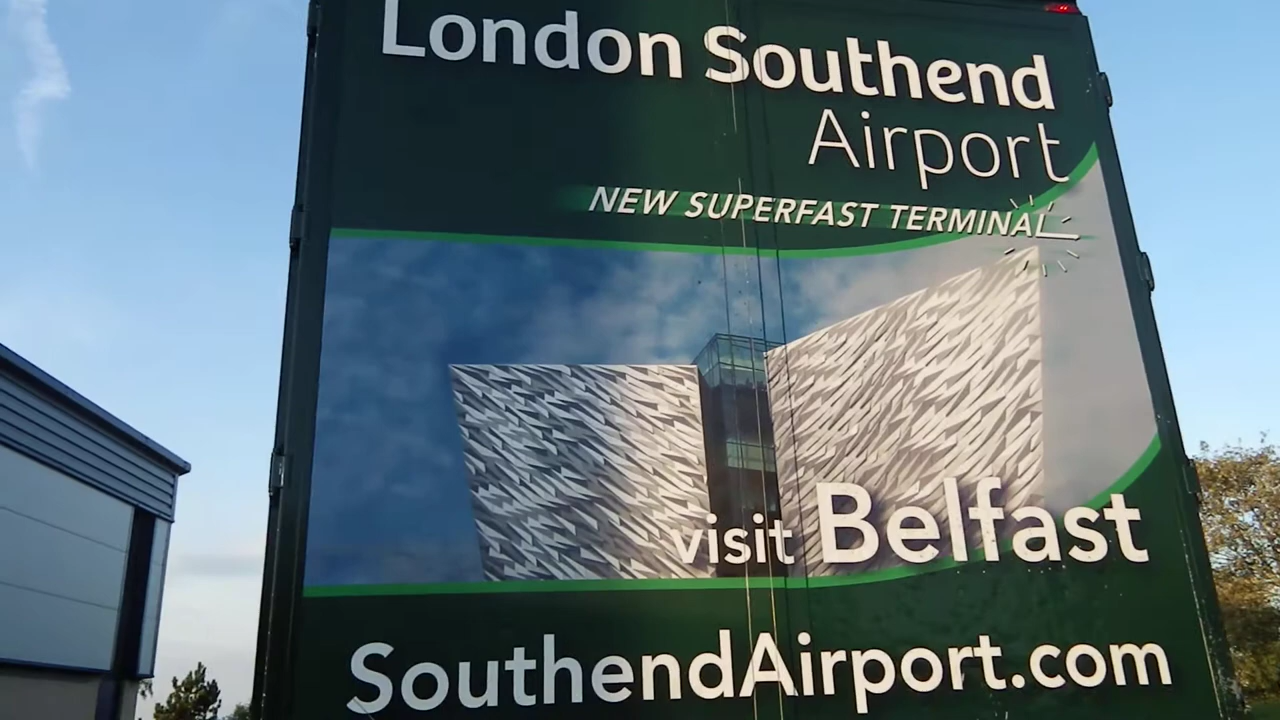 London Southend
Airport
NEW SUPERFAST TERMINAL
visit Belfast
SouthendAirport.com